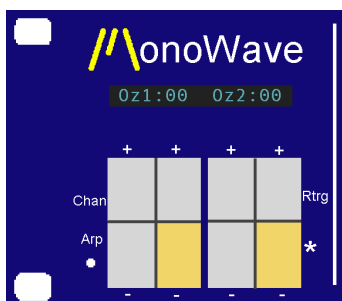 MonoWave
Oz1:00 Oz2:00
+ + + +
Chan
Rtrg
Arp
*
- - - -